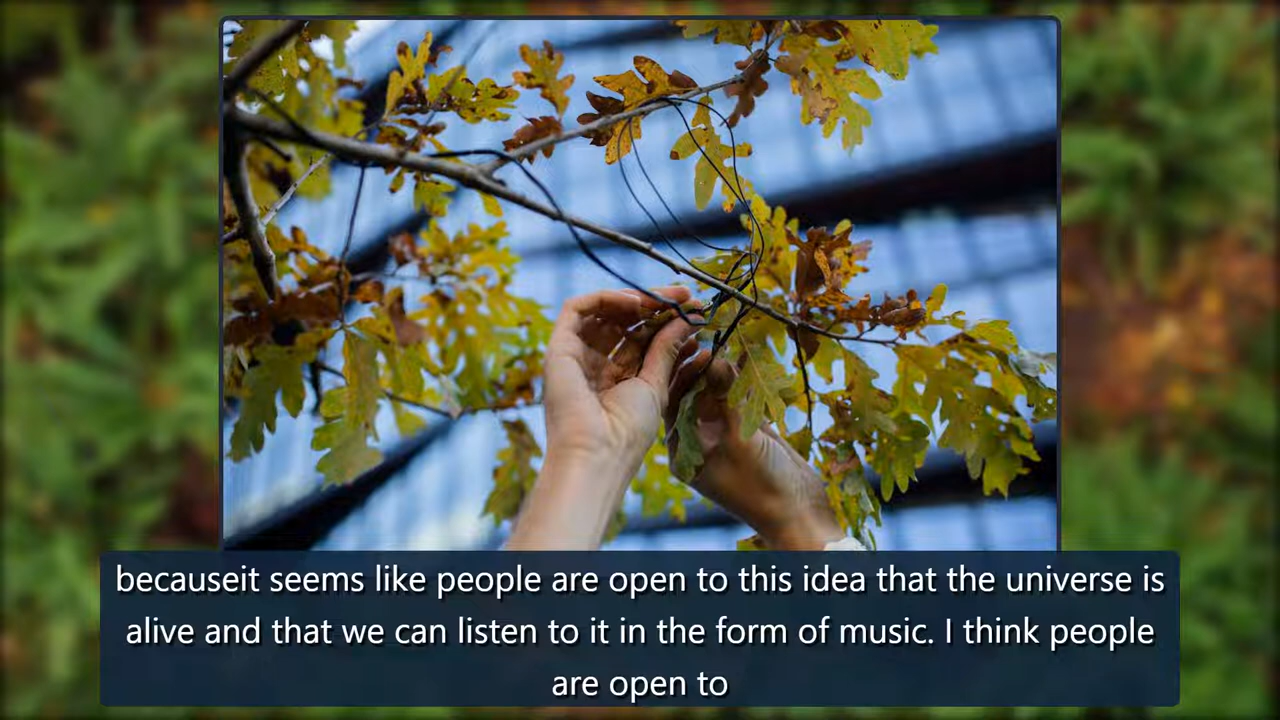 becauseit seems like people are open to this idea that the universe is
alive and that we can listen to it in the form of music. I think people
are open to